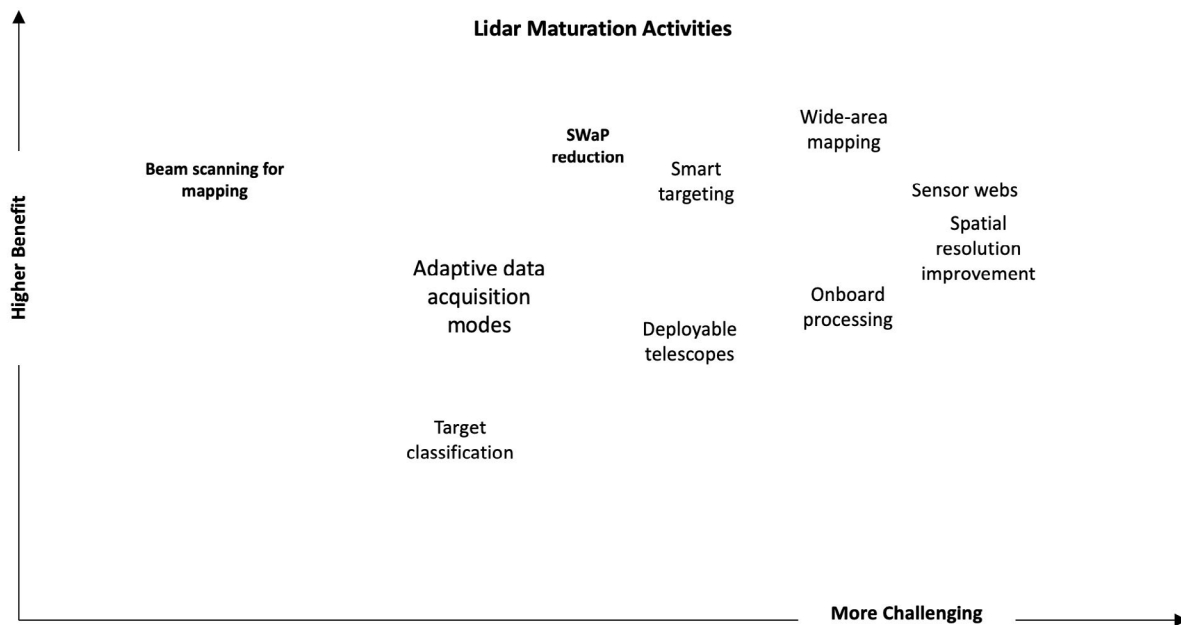 Lidar Maturation Activities
Higher Benefit
Beam scanning for
mapping
SWaP
reduction
Wide-area
mapping
Smart
targeting
Sensor webs
Spatial
resolution
improvement
Adaptive data
acquisition
modes
Onboard
processing
Deployable
telescopes
Target
classification
More Challenging